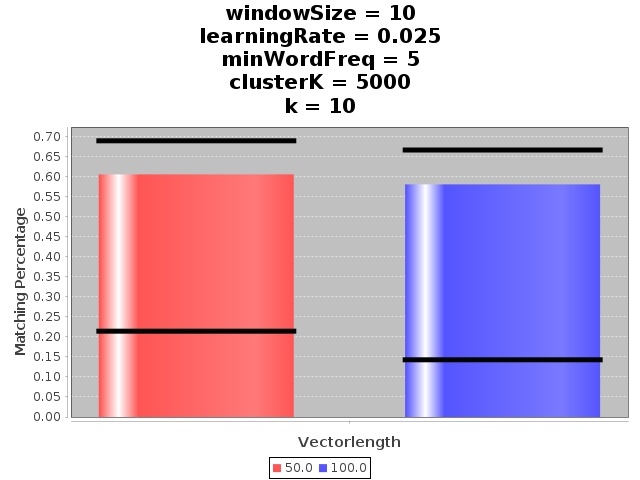 windowSize = 10
learningRate = 0.025
minWordFreq = 5
clusterK = 5000
k = 10
Matching Percentage
0.70
0.65
0.60
0.55
0.50
0.45
0.40
0.35
0.30
0.25
0.20
0.15
0.10
0.05
0.00
Vectorlength
50.0 100.0